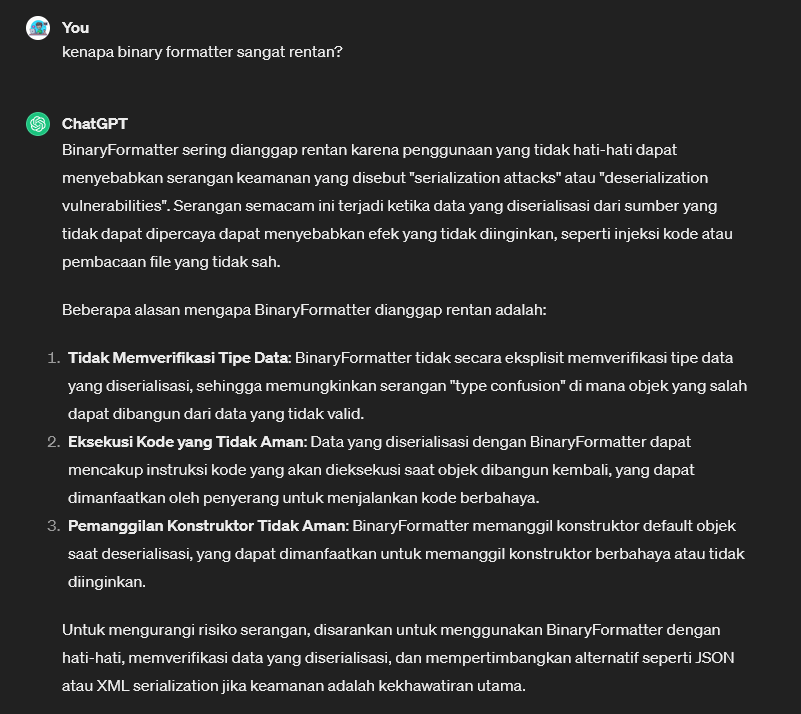 You
kenapa binary formatter sangat rentan?
ChatGPT
BinaryFormatter sering dianggap rentan karena penggunaan yang tidak hati-hati dapat
menyebabkan serangan keamanan yang disebut "serialization attacks" atau "deserialization
vulnerabilities". Serangan semacam ini terjadi ketika data yang diserialisasi dari sumber yang
tidak dapat dipercaya dapat menyebabkan efek yang tidak diinginkan, seperti injeksi kode atau
pembacaan file yang tidak sah.
Beberapa alasan mengapa BinaryFormatter dianggap rentan adalah:
1. Tidak Memverifikasi Tipe Data: BinaryFormatter tidak secara eksplisit memverifikasi tipe data
yang diserialisasi, sehingga memungkinkan serangan "type confusion" di mana objek yang salah
dapat dibangun dari data yang tidak valid.
2. Eksekusi Kode yang Tidak Aman: Data yang diserialisasi dengan BinaryFormatter dapat
mencakup instruksi kode yang akan dieksekusi saat objek dibangun kembali, yang dapat
dimanfaatkan oleh penyerang untuk menjalankan kode berbahaya.
3. Pemanggilan Konstruktor Tidak Aman: BinaryFormatter memanggil konstruktor default objek
saat deserialisasi, yang dapat dimanfaatkan untuk memanggil konstruktor berbahaya atau tidak
diinginkan.
Untuk mengurangi risiko serangan, disarankan untuk menggunakan BinaryFormatter dengan
hati-hati, memverifikasi data yang diserialisasi, dan mempertimbangkan alternatif seperti JSON
atau XML serialization jika keamanan adalah kekhawatiran utama.